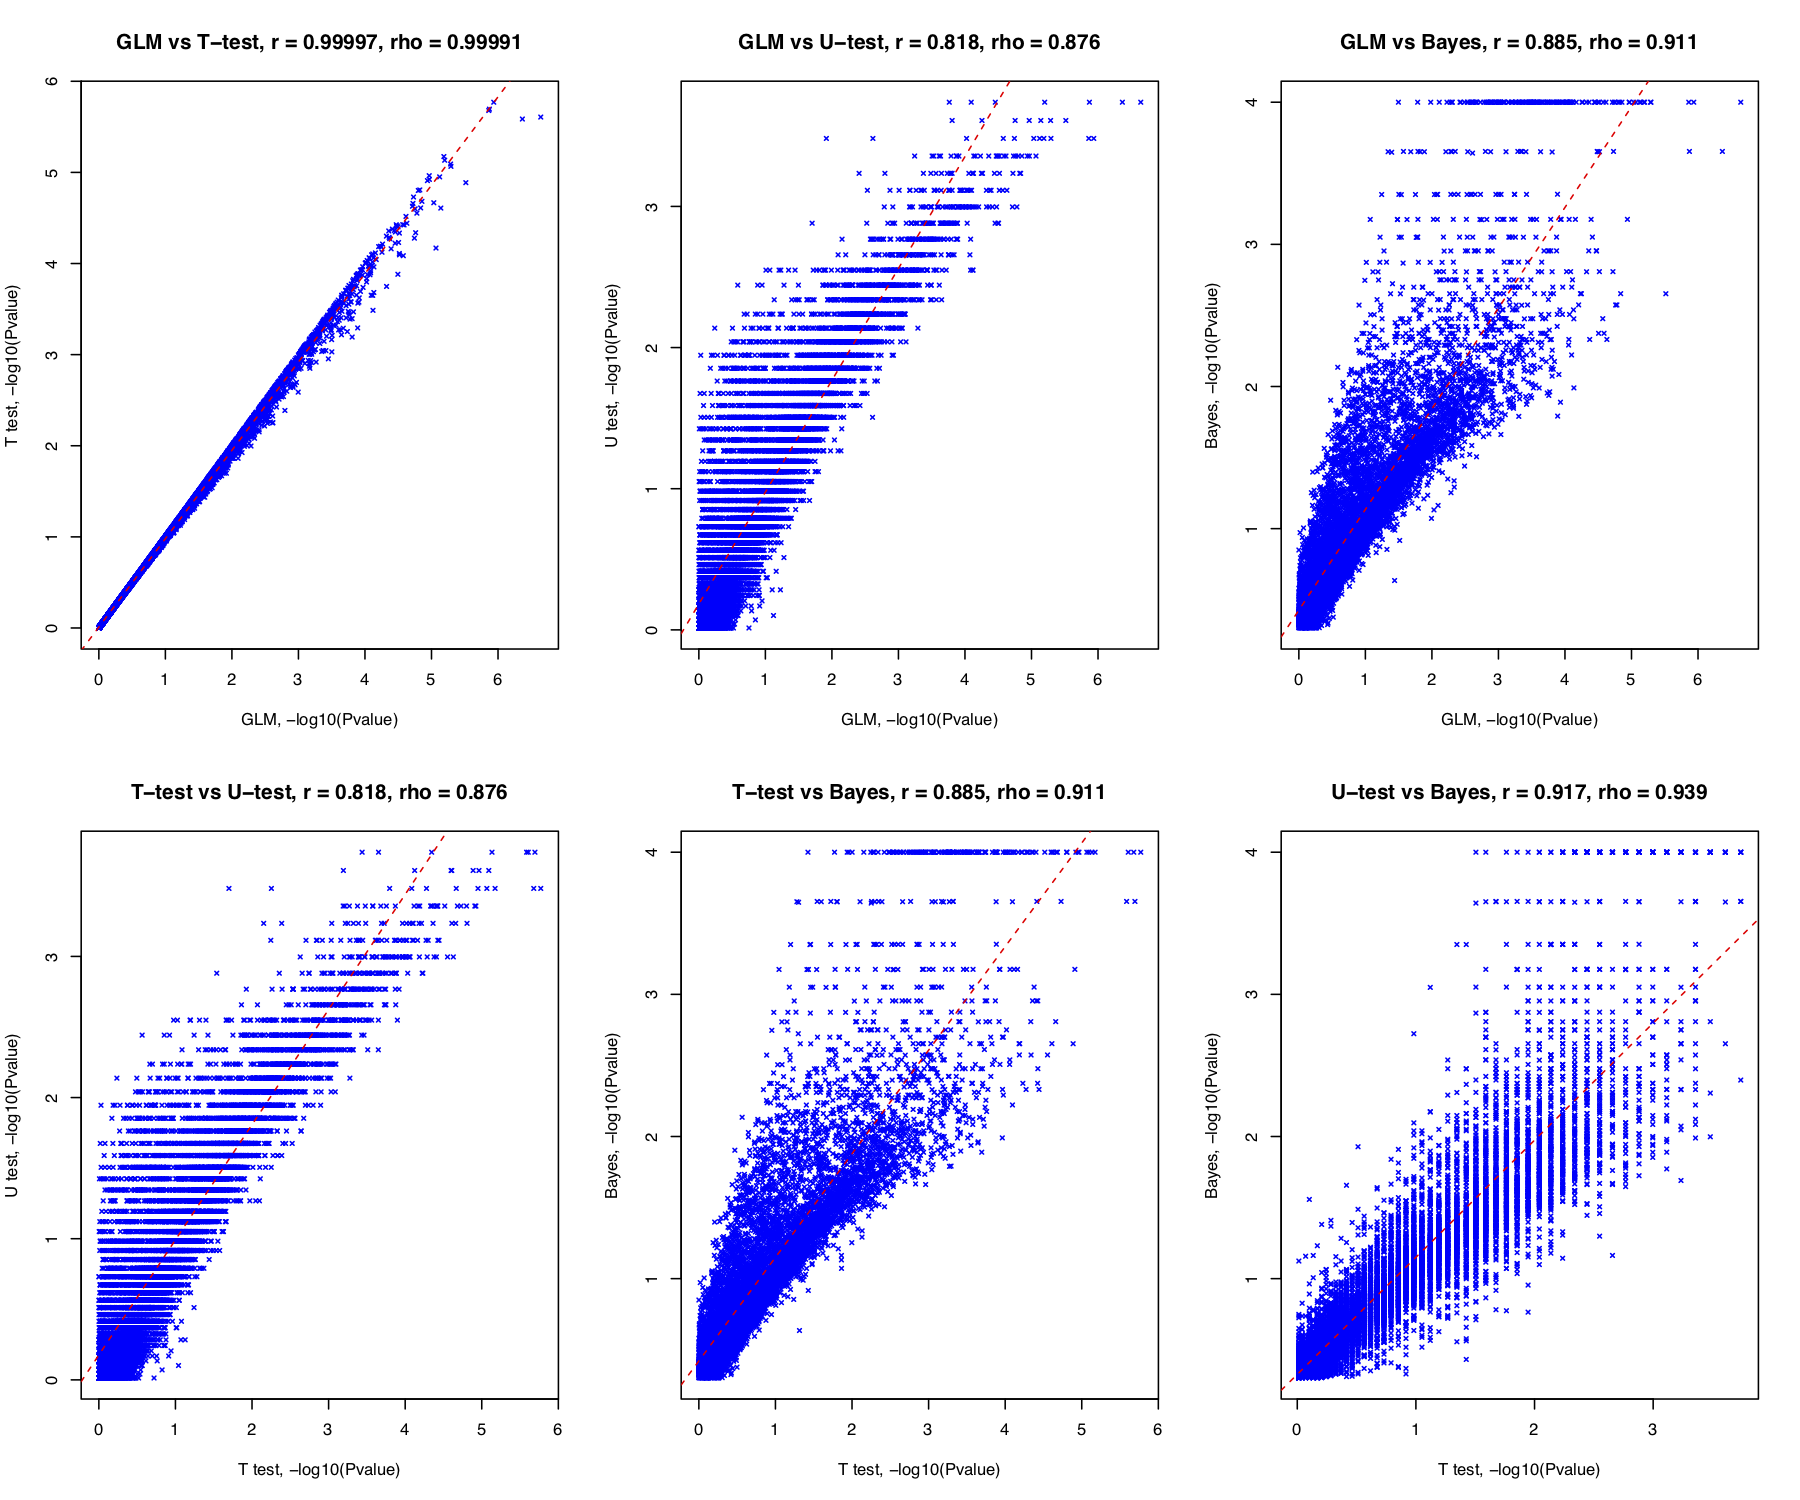 GLM vs T−test, r = 0.99997, rho = 0.99991
T test, −log10(Pvalue)
6
5
4
3
2
1
0
0 1 2 3 4 5 6
GLM, −log10(Pvalue)
GLM vs U−test, r = 0.818, rho = 0.876
U test, −log10(Pvalue)
3
2
1
0
0 1 2 3 4 5 6
GLM, −log10(Pvalue)
GLM vs Bayes, r = 0.885, rho = 0.911
Bayes, −log10(Pvalue)
4
3
2
1
0 1 2 3 4 5 6
GLM, −log10(Pvalue)
T−test vs U−test, r = 0.818, rho = 0.876
U test, −log10(Pvalue)
3
2
1
0
0 1 2 3 4 5 6
T test, −log10(Pvalue)
T−test vs Bayes, r = 0.885, rho = 0.911
Bayes, −log10(Pvalue)
4
3
2
1
0 1 2 3 4 5 6
T test, −log10(Pvalue)
U−test vs Bayes, r = 0.917, rho = 0.939
Bayes, −log10(Pvalue)
4
3
2
1
0 1 2 3
T test, −log10(Pvalue)